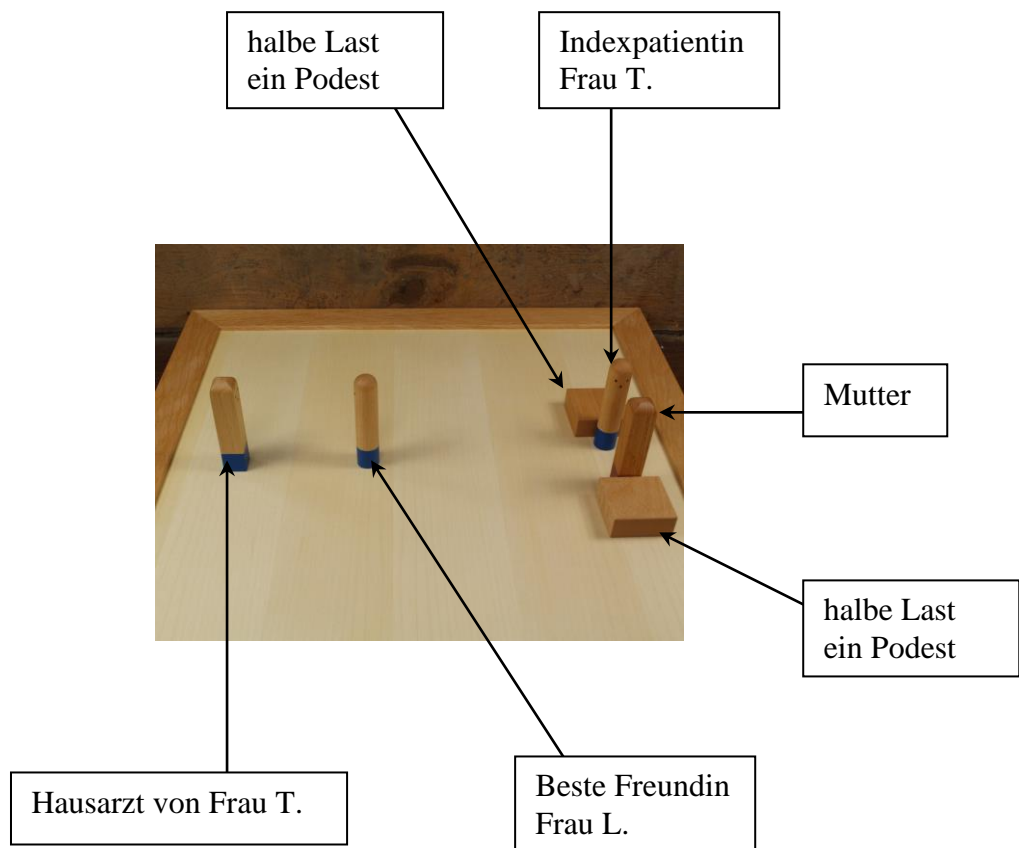 halbe Last
ein Podest
Indexpatientin
Frau T.
Mutter
halbe Last
ein Podest
Hausarzt von Frau T.
Beste Freundin
Frau L.